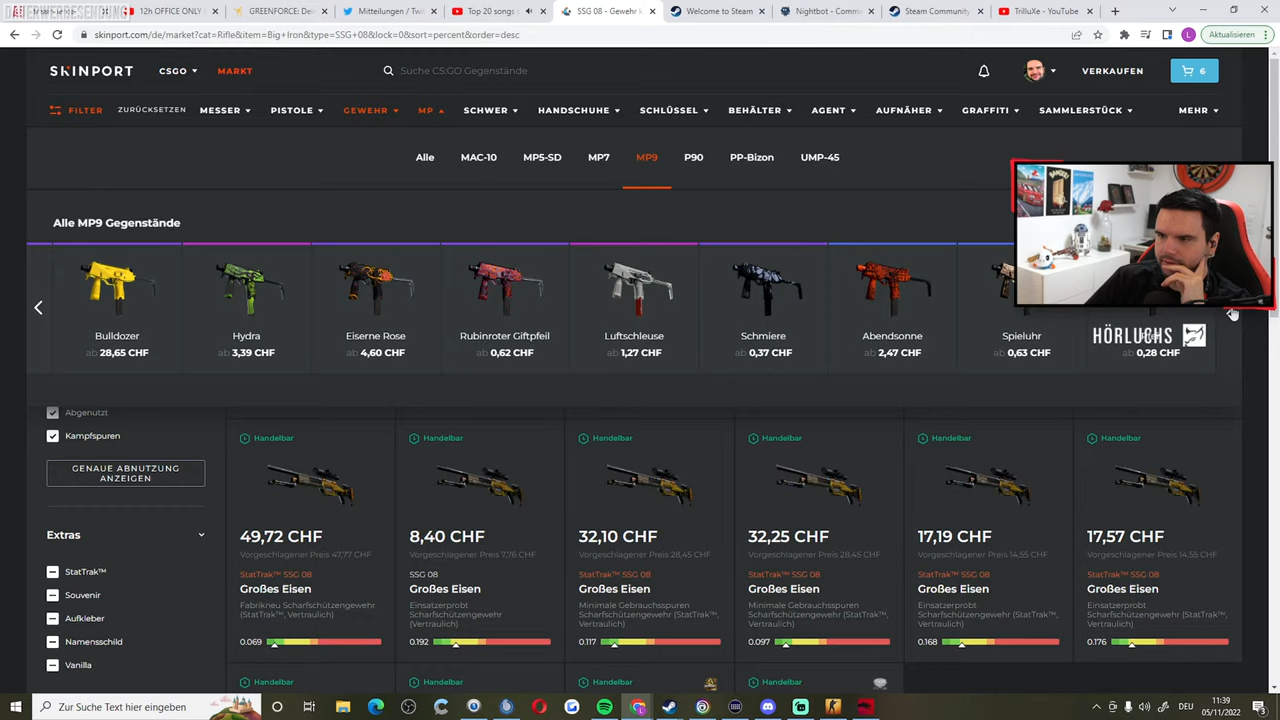 DAUERWERBESENDUNG
12h OFFICE ONLY
GREENFORCE: De
Mitteilungen / Twi
Top 20 songs
SSG 08 - Gewehr
Welcome to Steam
Nightbot - Comm
Steam Community
TrilluXe - YouTube
skinport.com/de/market?cat=Rifle&item=Big+Iron&type=SSG+08&lock=0&sort=percent&order=desc
L
Aktualisieren
SKINPORT
CSGO
MARKT
Suche CS:GO Gegenstände
VERKAUFEN
6
FILTER
ZURÜCKSETZEN
MESSER
PISTOLE
GEWEHR
MP
SCHWER
HANDSCHUHE
SCHLÜSSEL
BEHÄLTER
AGENT
AUFNÄHER
GRAFFITI
SAMMLERSTÜCK
MEHR
Alle
MAC-10
MP5-SD
MP7
MP9
P90
PP-Bizon
UMP-45
Alle MP9 Gegenstände
Bulldozer
Hydra
Eiserne Rose
Rubinroter Giftpfeil
Luftschleuse
Schmiere
Abendsonne
Spieluhr
HÖRLUCHS
ab 28,65 CHF
ab 3,39 CHF
ab 4,60 CHF
ab 0,62 CHF
ab 1,27 CHF
ab 0,37 CHF
ab 2,47 CHF
ab 0,63 CHF
ab 0,28 CHF
Abgenutzt
Kampfspuren
GENAUE ABNUTZUNG
ANZEIGEN
Extras
StatTrak™
Souvenir
Aufkleber
Namensschild
Vanilla
Handelbar
49,72 CHF
Vorgeschlagener Preis 47,77 CHF
StatTrak™ SSG 08
Großes Eisen
Fabrikneu Scharfschützengewehr
(StatTrak™, Vertraulich)
0.069
Handelbar
8,40 CHF
Vorgeschlagener Preis 7,76 CHF
SSG 08
Großes Eisen
Einsatzerprobt
Scharfschützengewehr
(Vertraulich)
0.192
Handelbar
32,10 CHF
Vorgeschlagener Preis 28,45 CHF
StatTrak™ SSG 08
Großes Eisen
Minimale Gebrauchsspuren
Scharfschützengewehr (StatTrak™,
Vertraulich)
0.117
Handelbar
32,25 CHF
Vorgeschlagener Preis 28,45 CHF
StatTrak™ SSG 08
Großes Eisen
Minimale Gebrauchsspuren
Scharfschützengewehr (StatTrak™,
Vertraulich)
0.097
Handelbar
17,19 CHF
Vorgeschlagener Preis 14,55 CHF
StatTrak™ SSG 08
Großes Eisen
Einsatzerprobt
Scharfschützengewehr (StatTrak™,
Vertraulich)
0.168
Handelbar
17,57 CHF
Vorgeschlagener Preis 14,55 CHF
StatTrak™ SSG 08
Großes Eisen
Einsatzerprobt
Scharfschützengewehr (StatTrak™,
Vertraulich)
0.176
Handelbar
Handelbar
Handelbar
Handelbar
Zur Suche Text hier eingeben
DEU
11:39
05/11/2022